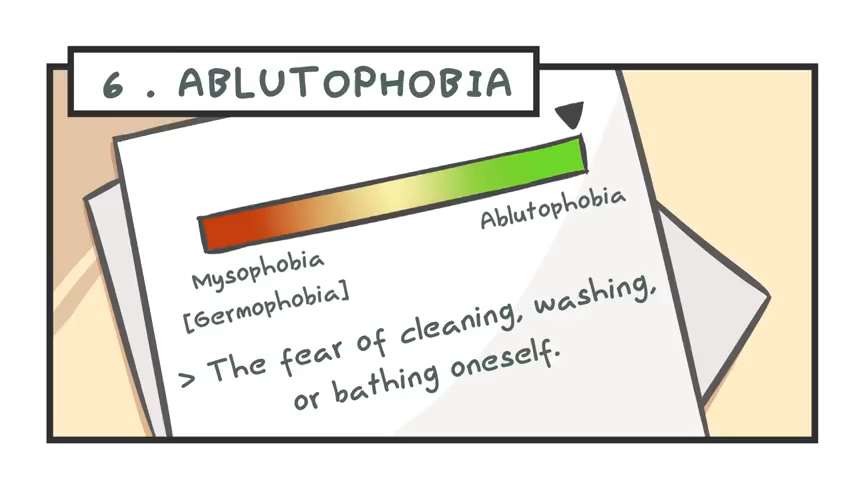 6 . ABLUTOPHOBIA
Ablutophobia
Mysophobia
[Germophobia]
> The fear of cleaning, washing,
or bathing oneself.